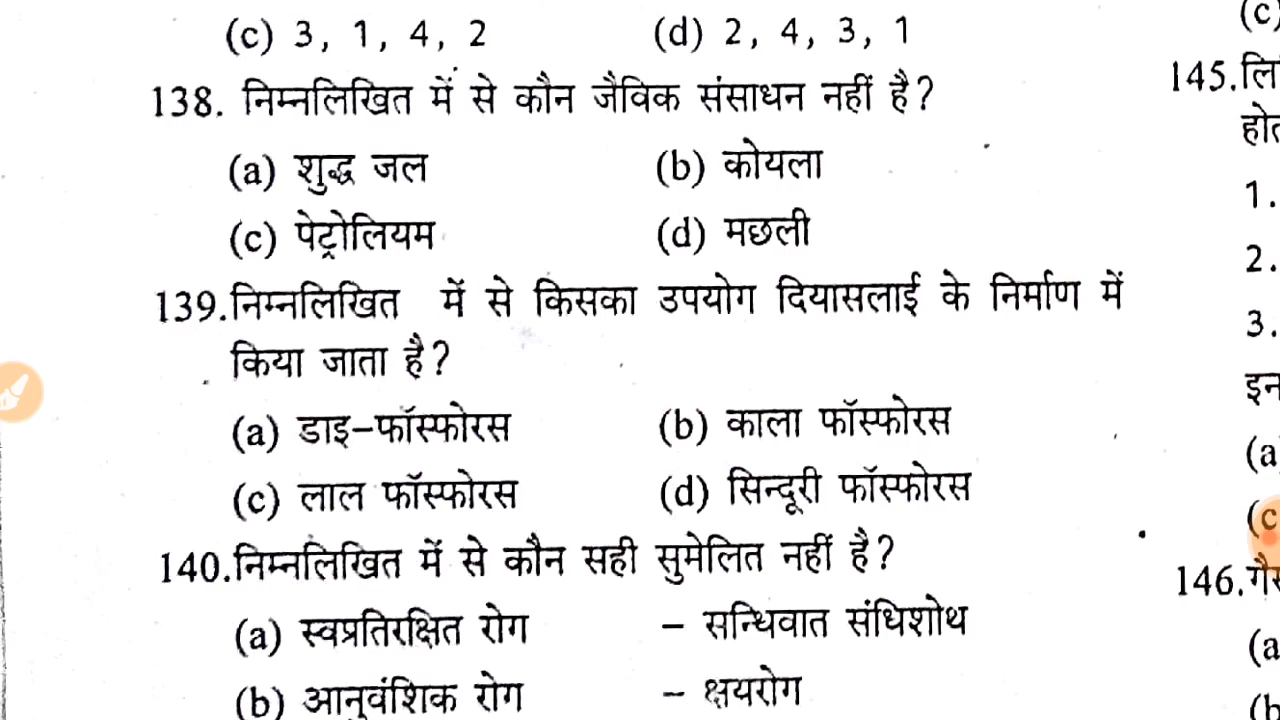 (c) 3, 1, 4, 2 (d) 2, 4, 3, 1
138. निम्नलिखित में से कौन जैविक संसाधन नहीं है?
(a) शुद्ध जल (b) कोयला
(c) पेट्रोलियम (d) मछली
139. निम्नलिखित में से किसका उपयोग दियासलाई के निर्माण में
किया जाता है?
(a) डाइ-फॉस्फोरस (b) काला फॉस्फोरस
(c) लाल फॉस्फोरस (d) सिन्दूरी फॉस्फोरस
140. निम्नलिखित में से कौन सही सुमेलित नहीं है?
(a) स्वप्रतिरक्षित रोग – सन्धिवात संधिशोथ
(b) आनुवंशिक रोग – क्षयरोग
(c)
145.
1.
2.
3.
(a
(c
146.
(a
(b